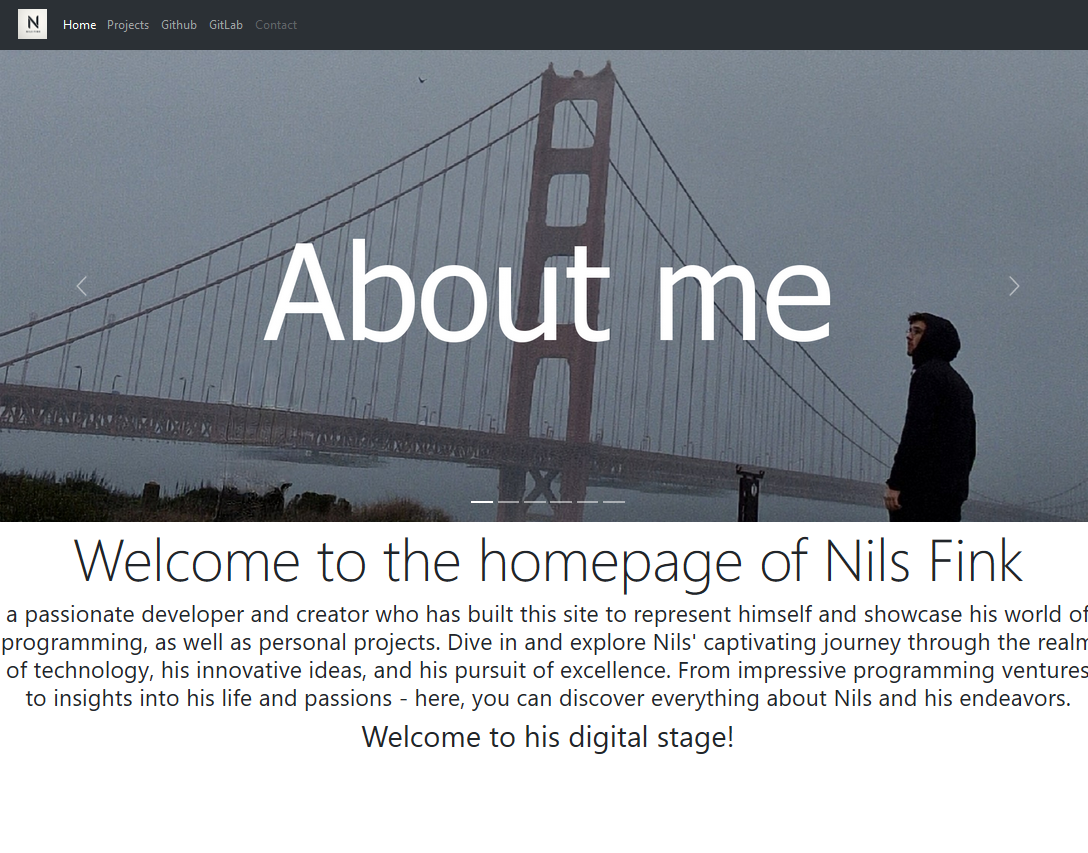 N
Home Projects Github GitLab Contact
About me
Welcome to the homepage of Nils Fink
a passionate developer and creator who has built this site to represent himself and showcase his world of
programming, as well as personal projects. Dive in and explore Nils' captivating journey through the realm
of technology, his innovative ideas, and his pursuit of excellence. From impressive programming ventures
to insights into his life and passions - here, you can discover everything about Nils and his endeavors.
Welcome to his digital stage!